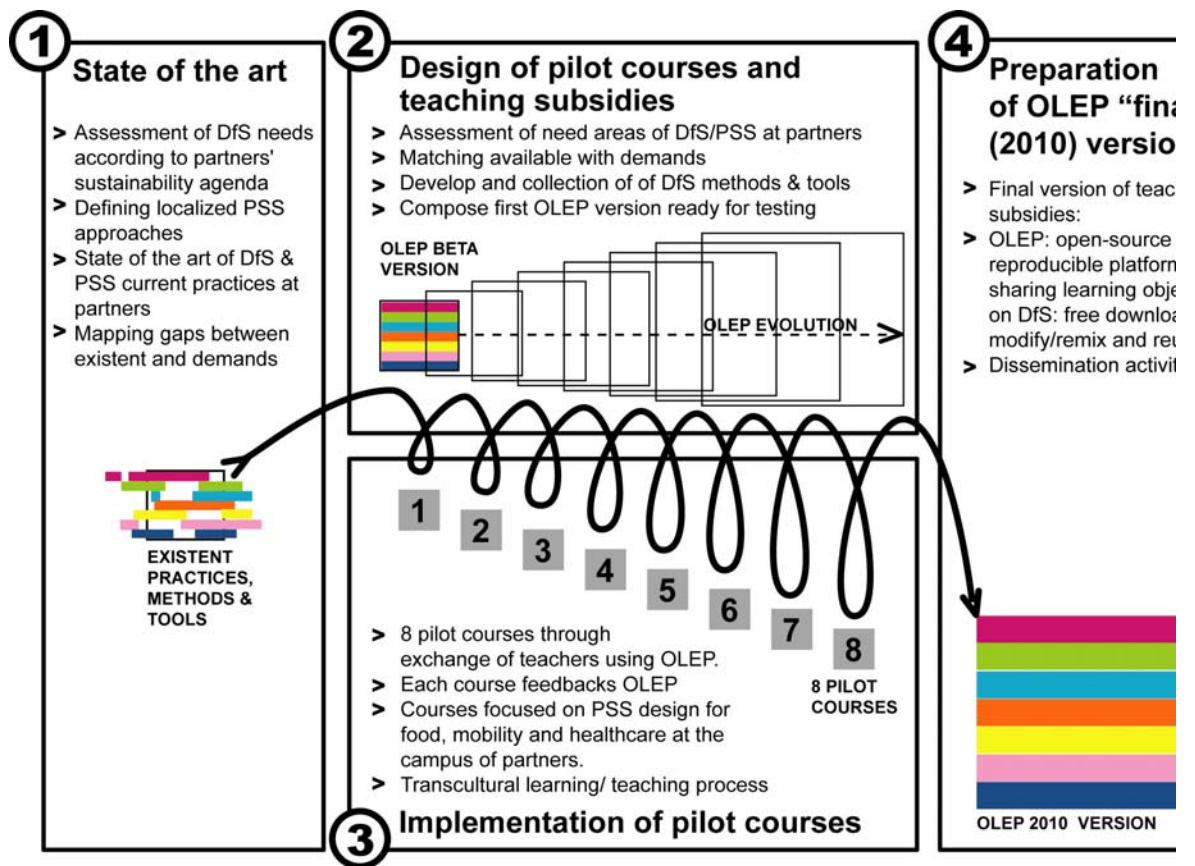 1
State of the art
> Assessment of DfS needs
according to partners'
sustainability agenda
> Defining localized PSS
approaches
> State of the art of DfS &
PSS current practices at
partners
> Mapping gaps between
existent and demands
EXISTENT
PRACTICES,
METHODS &
TOOLS
2
Design of pilot courses and
teaching subsidies
> Assessment of need areas of DfS/PSS at partners
> Matching available with demands
> Develop and collection of of DfS methods & tools
> Compose first OLEP version ready for testing
OLEP BETA
VERSION
OLEP EVOLUTION
1
2
3
4
5
6
7
8
8 PILOT
COURSES
> 8 pilot courses through
exchange of teachers using OLEP.
> Each course feedbacks OLEP
> Courses focused on PSS design for
food, mobility and healthcare at the
campus of partners.
> Transcultural learning/ teaching process
3
Implementation of pilot courses
4
Preparation
of OLEP “fina
(2010) versio
> Final version of teac
subsidies:
> OLEP: open-source
reproducible platform
sharing learning obje
on DfS: free downloa
modify/remix and reu
> Dissemination activit
OLEP 2010 VERSION